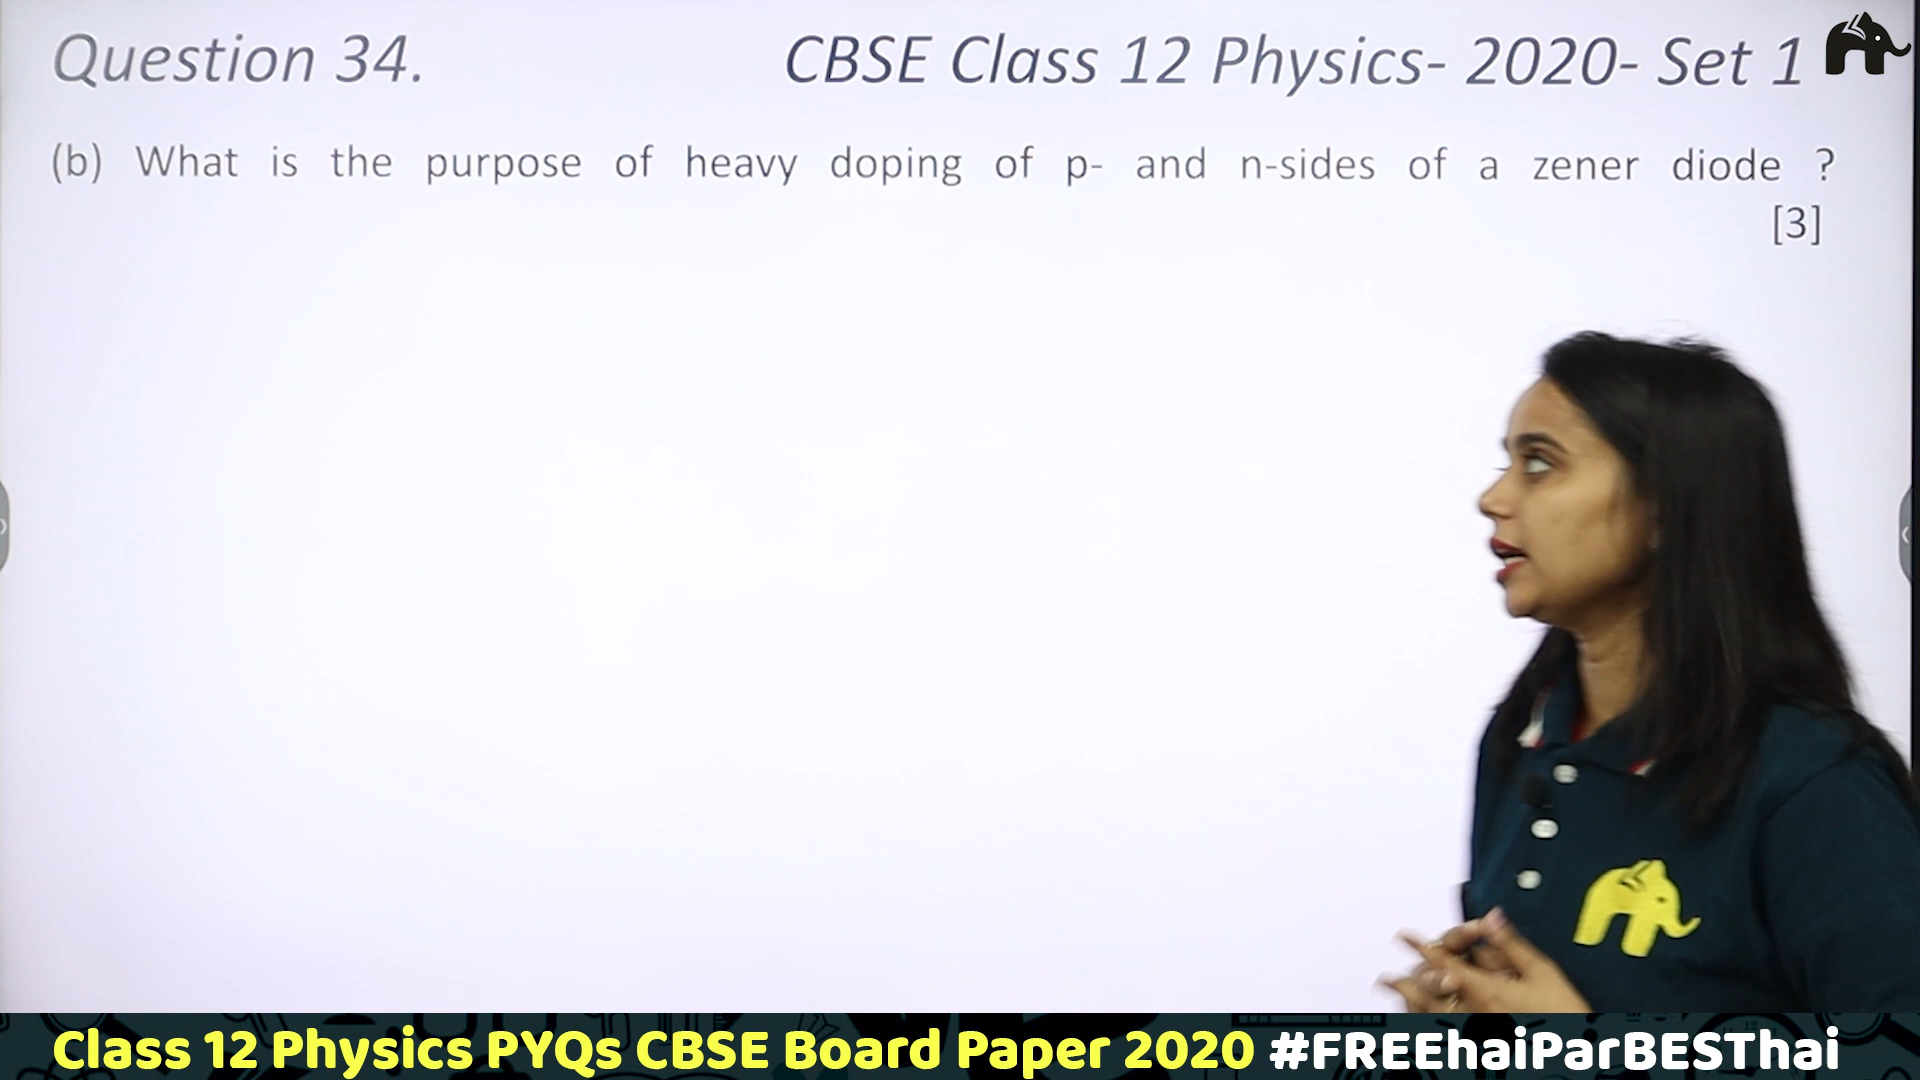 Question 34.
CBSE Class 12 Physics- 2020- Set 1
(b) What is the purpose of heavy doping of p- and n-sides of a zener diode ?
[3]
Class 12 Physics PYQs CBSE Board Paper 2020 #FREEhaiParBESThai